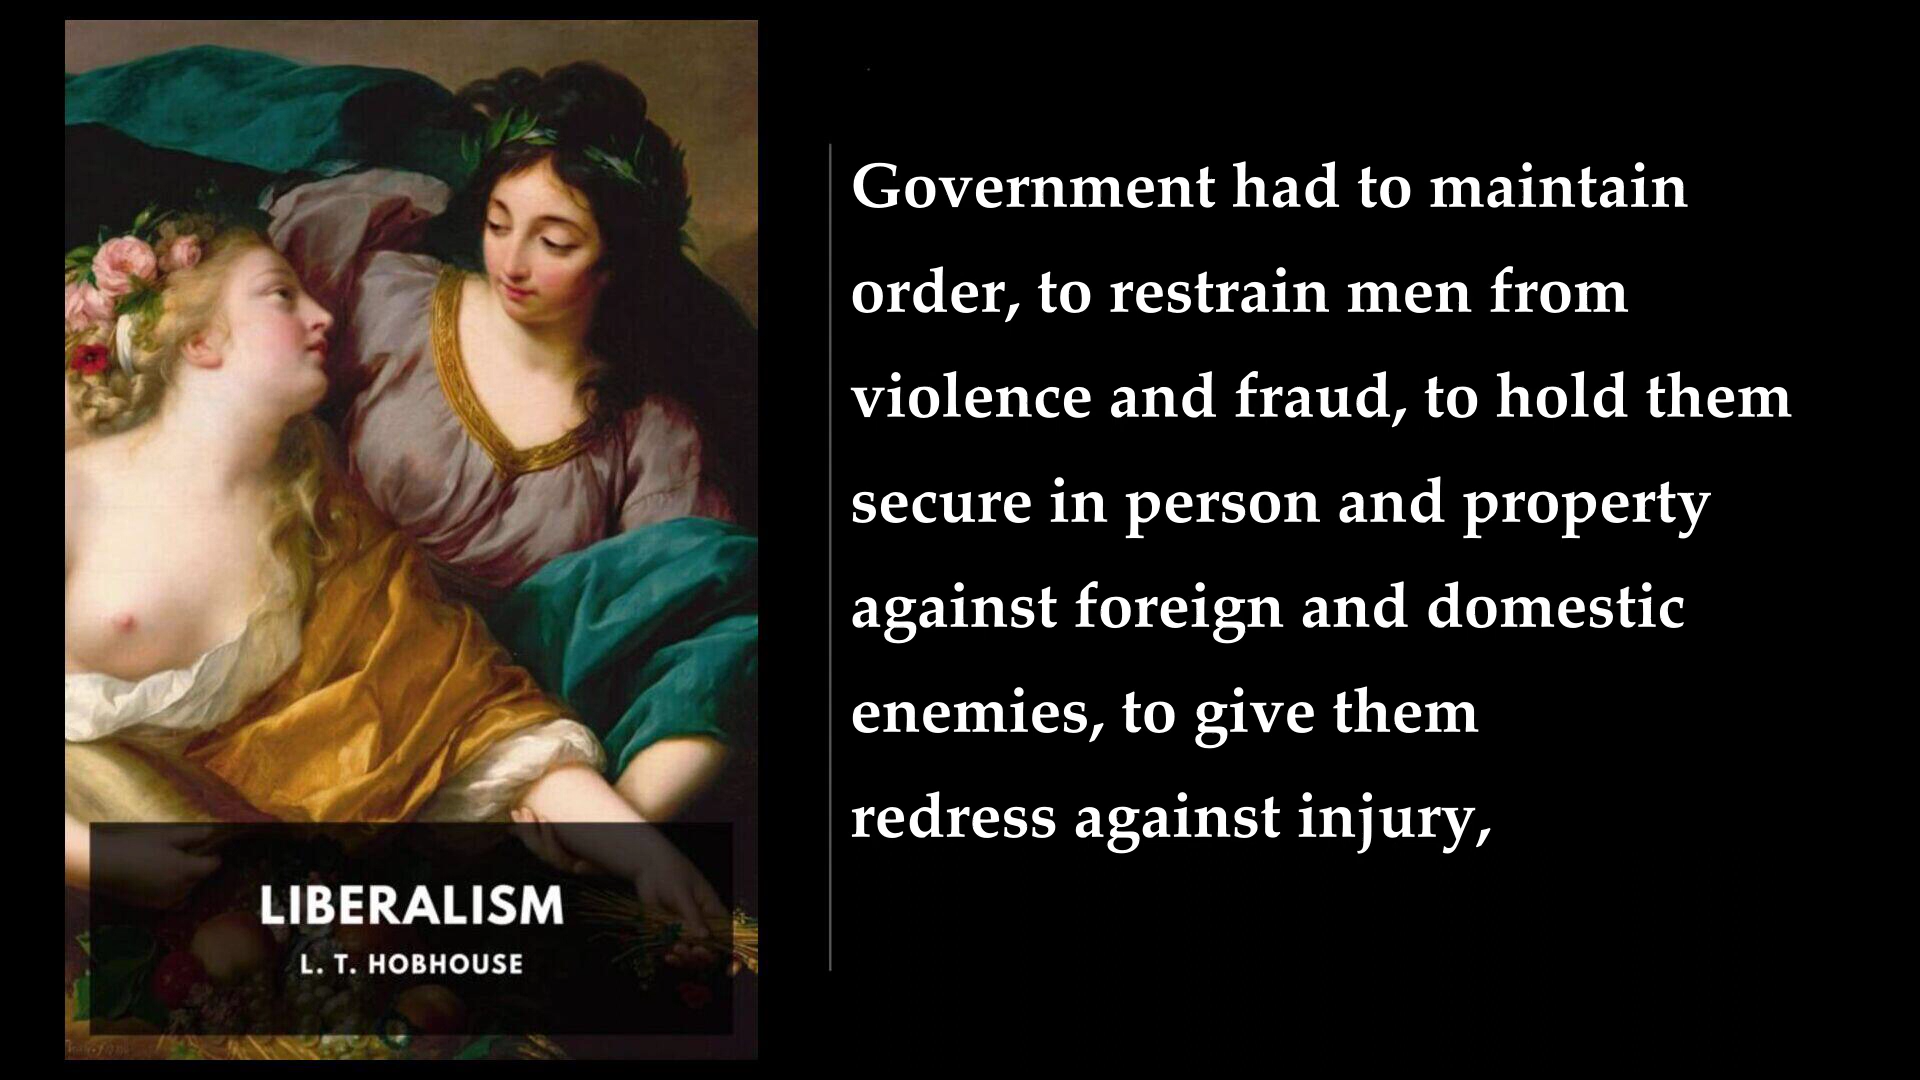 Government had to maintain
order, to restrain men from
violence and fraud, to hold them
secure in person and property
against foreign and domestic
enemies, to give them
redress against injury,
LIBERALISM
L. T. HOBHOUSE